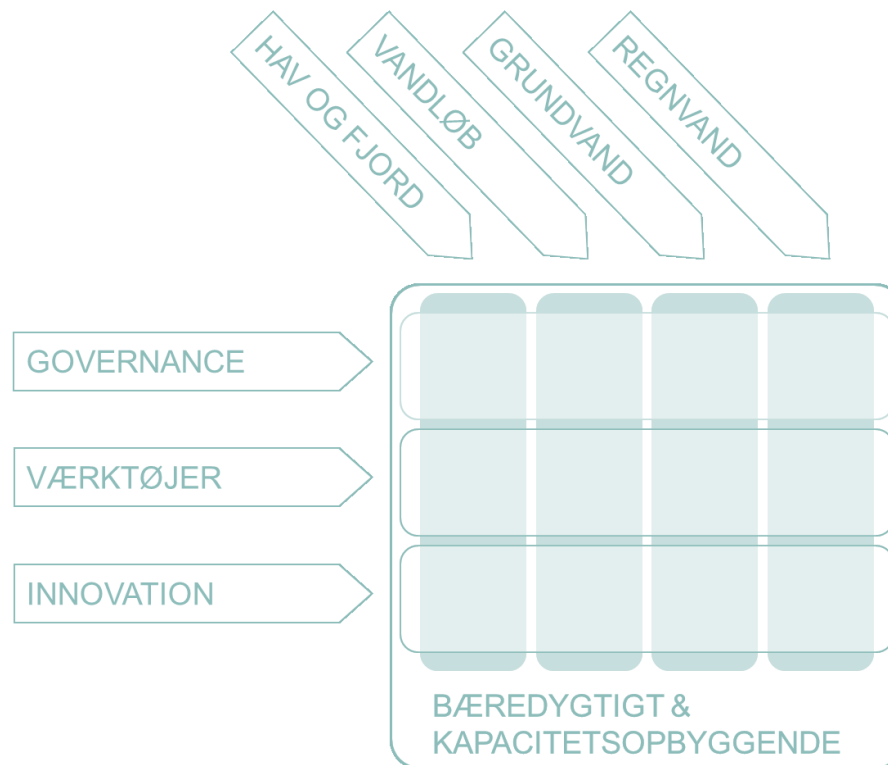 HAV OG FJORD
VANDLØB
GRUNDVAND
REGNVAND
GOVERNANCE
VÆRKTØJER
INNOVATION
BÆREDYGTIGT &
KAPACITETSOPBYGGENDE